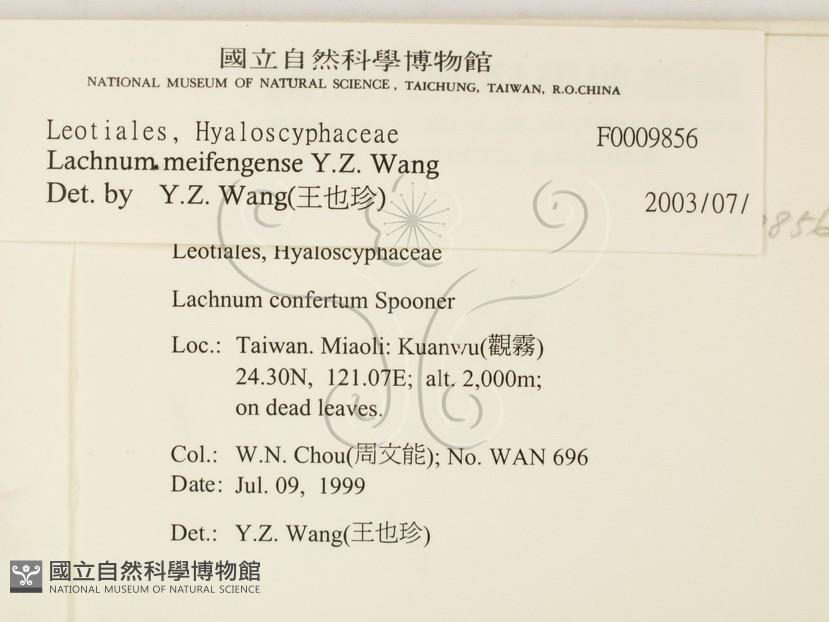 國立自然科學博物館
NATIONAL MUSEUM OF NATURAL SCIENCE, TAICHUNG, TAIWAN, R.O.CHINA
Leotiales, Hyaloscyphaceae F0009856
Lachnum meifengense Y.Z. Wang
Det. by Y.Z. Wang(王也珍) 2003/07/
856
Leotiales, Hyaloscyphaceae
Lachnum confertum Spooner
Loc.: Taiwan. Miaoli: Kuanwu(觀霧)
24.30N, 121.07E; alt. 2,000m;
on dead leaves.
Col.: W.N. Chou(周文能); No. WAN 696
Date: Jul. 09, 1999
Det.: Y.Z. Wang(王也珍)
國立自然科學博物館
NATIONAL MUSEUM OF NATURAL SCIENCE